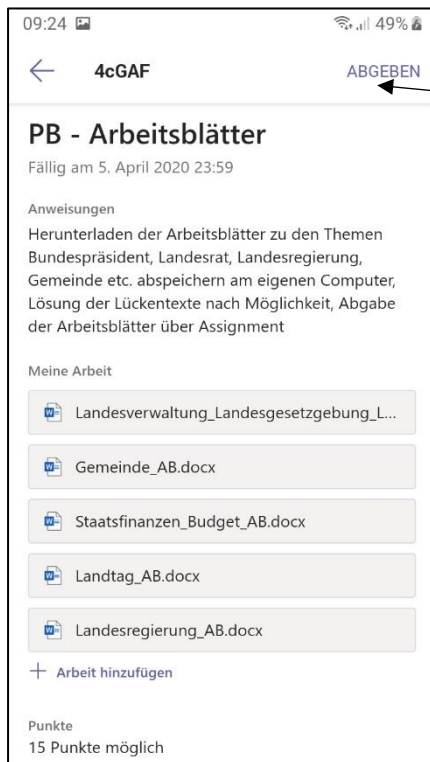 09:24 49%
4cGAF ABGEBEN
PB - Arbeitsblätter
Fällig am 5. April 2020 23:59
Anweisungen
Herunterladen der Arbeitsblätter zu den Themen
Bundespräsident, Landesrat, Landesregierung,
Gemeinde etc. abspeichern am eigenen Computer,
Lösung der Lückentexte nach Möglichkeit, Abgabe
der Arbeitsblätter über Assignment
Meine Arbeit
Landesverwaltung_Landesgesetzgebung_L...
Gemeinde_AB.docx
Staatsfinanzen_Budget_AB.docx
Landtag_AB.docx
Landesregierung_AB.docx
+ Arbeit hinzufügen
Punkte
15 Punkte möglich